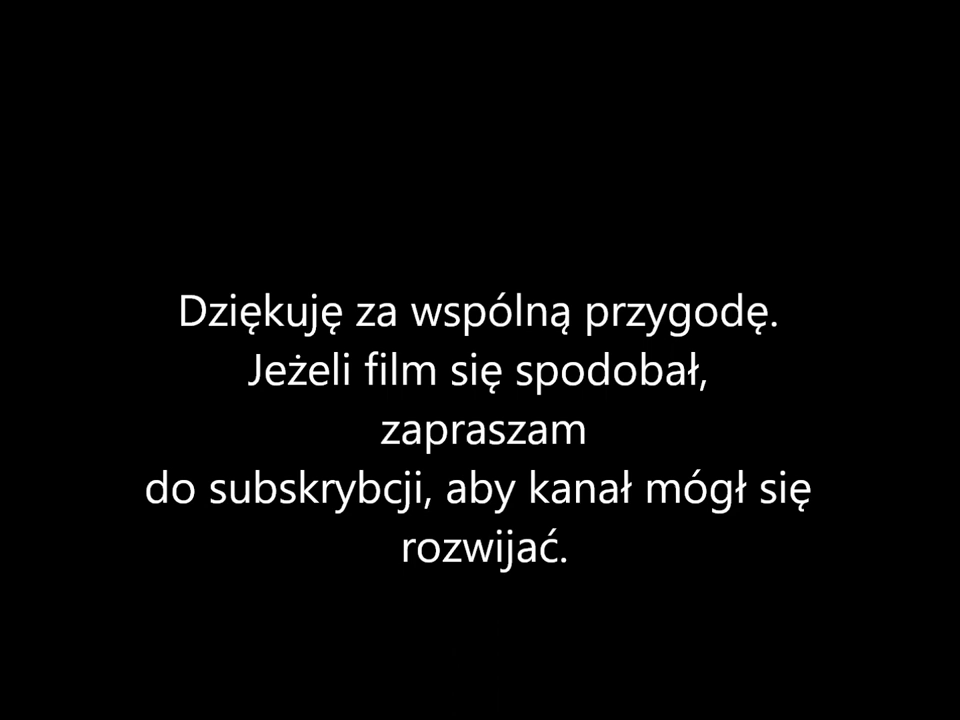 Dziękuję za wspólną przygodę.
Jeżeli film się spodobał,
zapraszam
do subskrybcji, aby kanał mógł się
rozwijać.